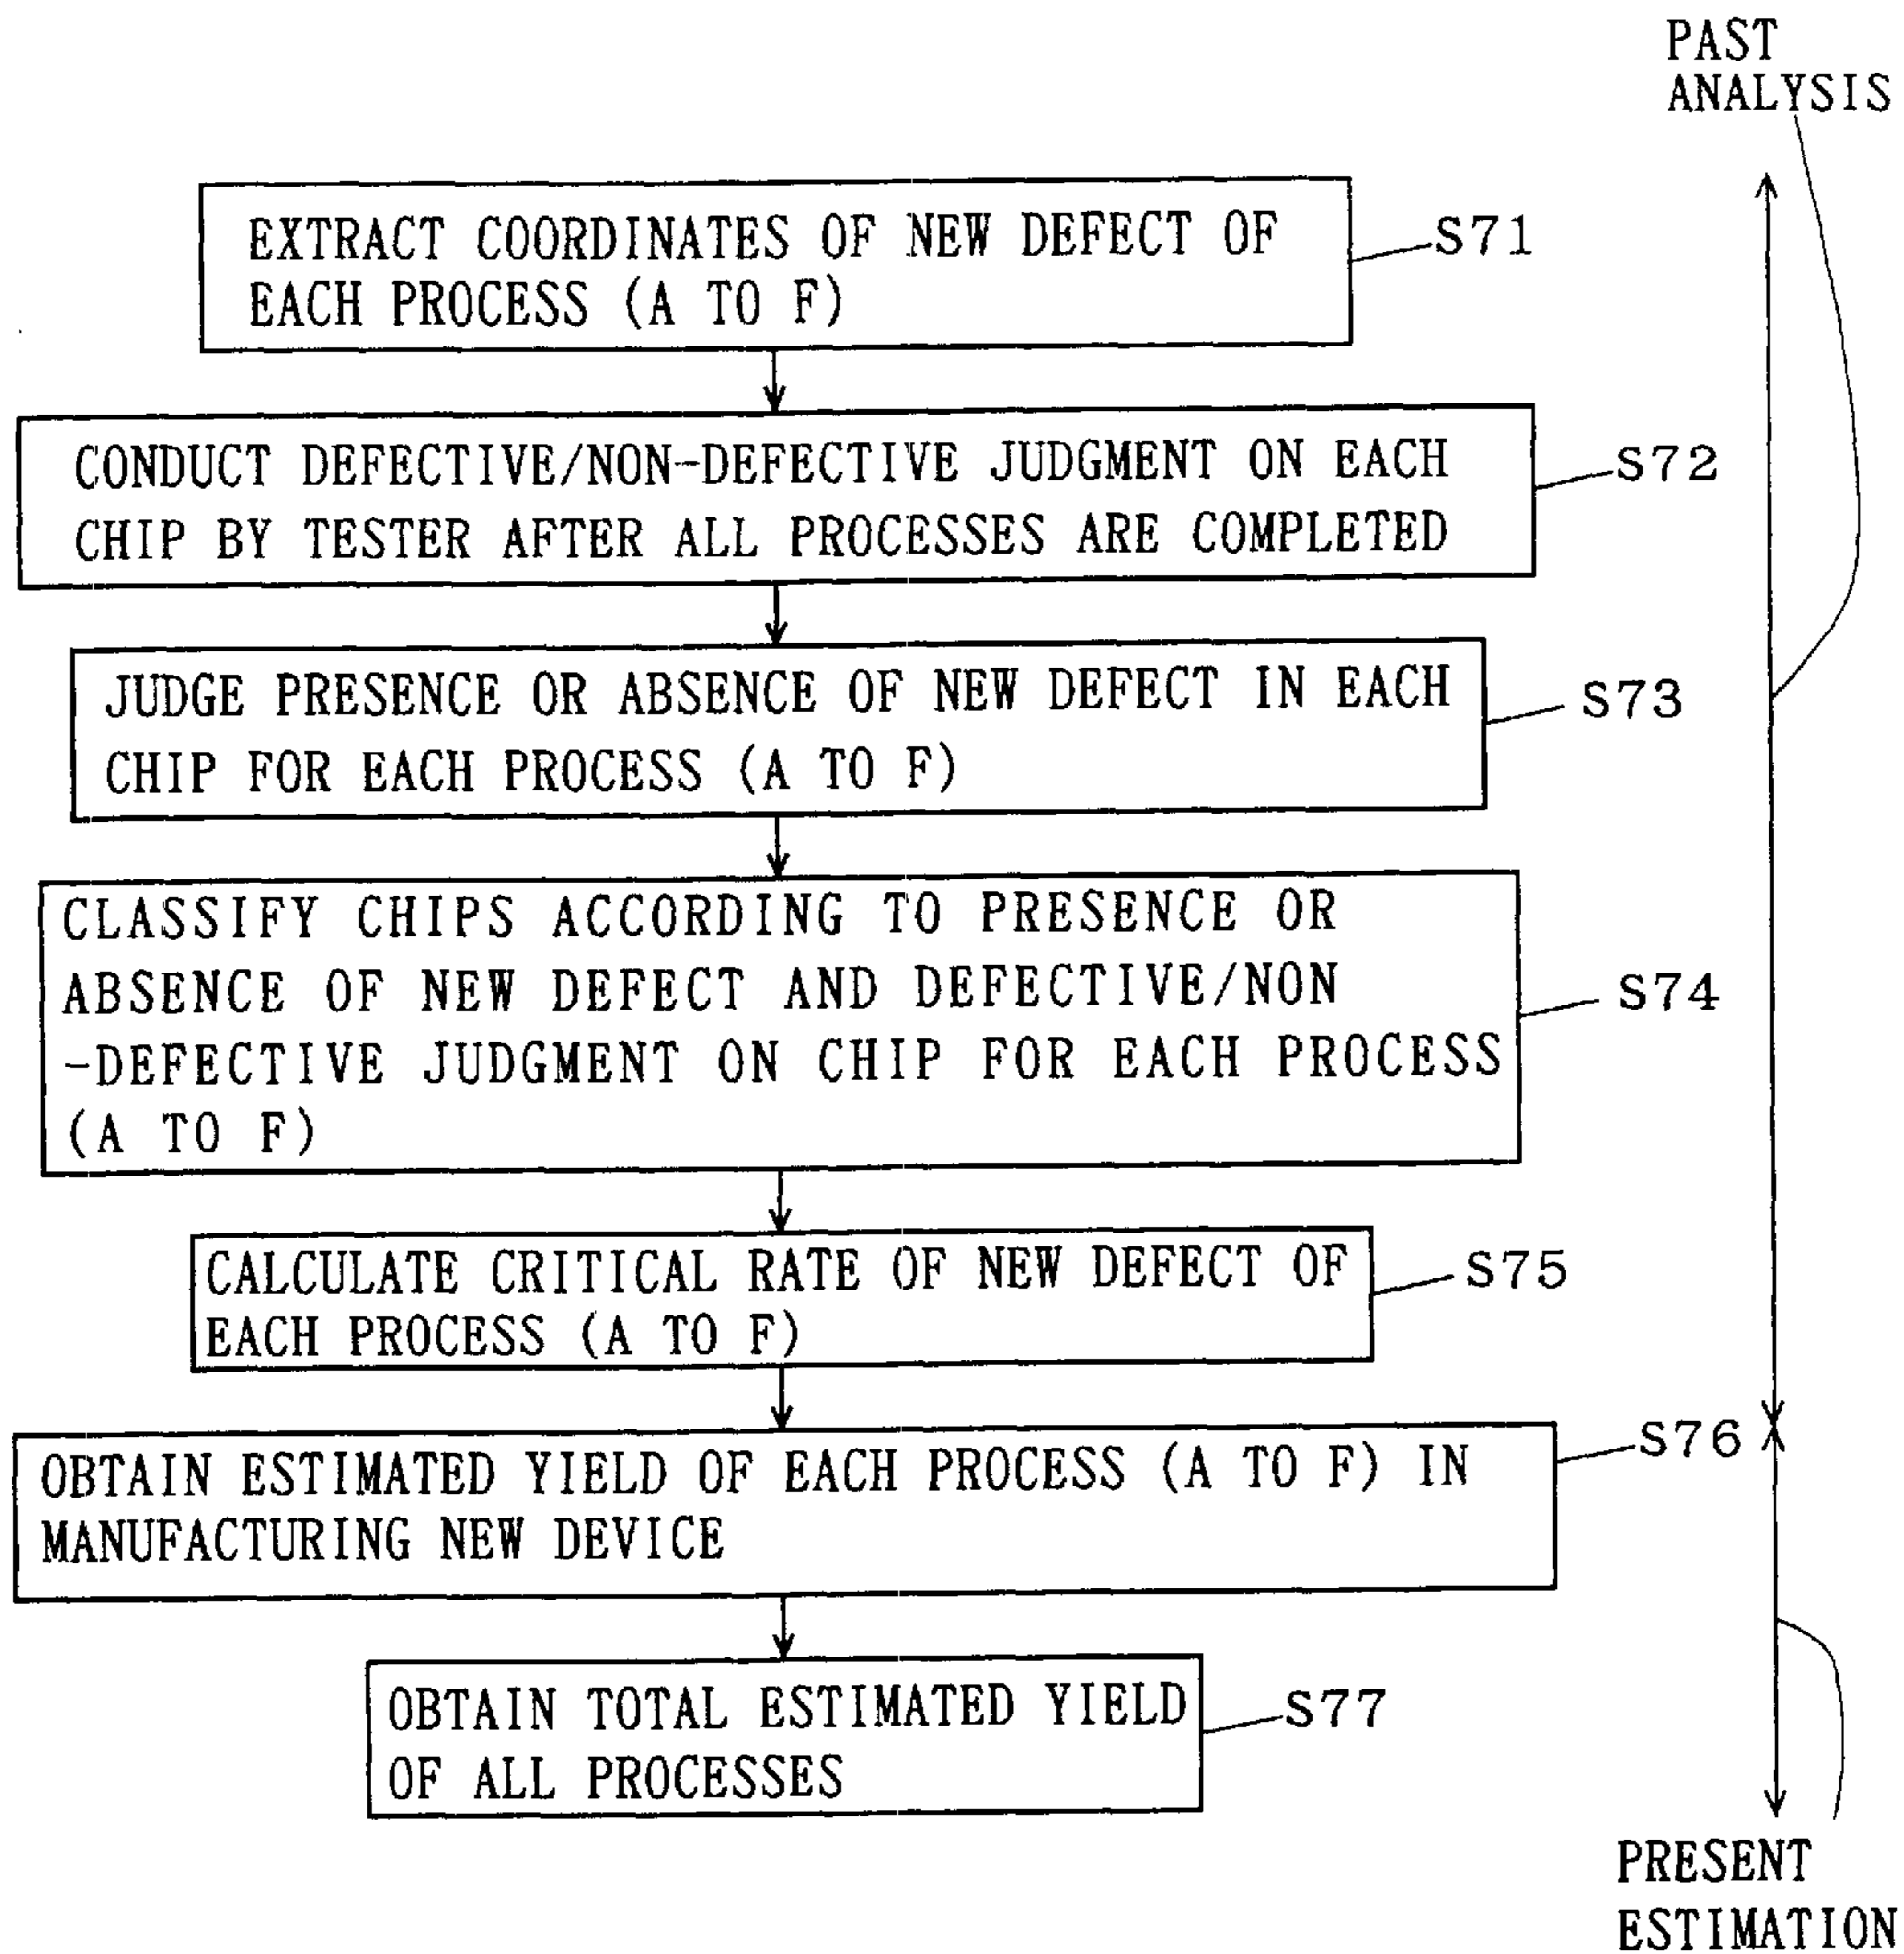 PAST
ANALYSIS
EXTRACT COORDINATES OF NEW DEFECT OF
EACH PROCESS (A TO F)
S71
CONDUCT DEFECTIVE/NON-DEFECTIVE JUDGMENT ON EACH
CHIP BY TESTER AFTER ALL PROCESSES ARE COMPLETED
S72
JUDGE PRESENCE OR ABSENCE OF NEW DEFECT IN EACH
CHIP FOR EACH PROCESS (A TO F)
S73
CLASSIFY CHIPS ACCORDING TO PRESENCE OR
ABSENCE OF NEW DEFECT AND DEFECTIVE/NON
-DEFECTIVE JUDGMENT ON CHIP FOR EACH PROCESS
(A TO F)
S74
CALCULATE CRITICAL RATE OF NEW DEFECT OF
EACH PROCESS (A TO F)
S75
OBTAIN ESTIMATED YIELD OF EACH PROCESS (A TO F) IN
MANUFACTURING NEW DEVICE
S76
OBTAIN TOTAL ESTIMATED YIELD
OF ALL PROCESSES
S77
PRESENT
ESTIMATION